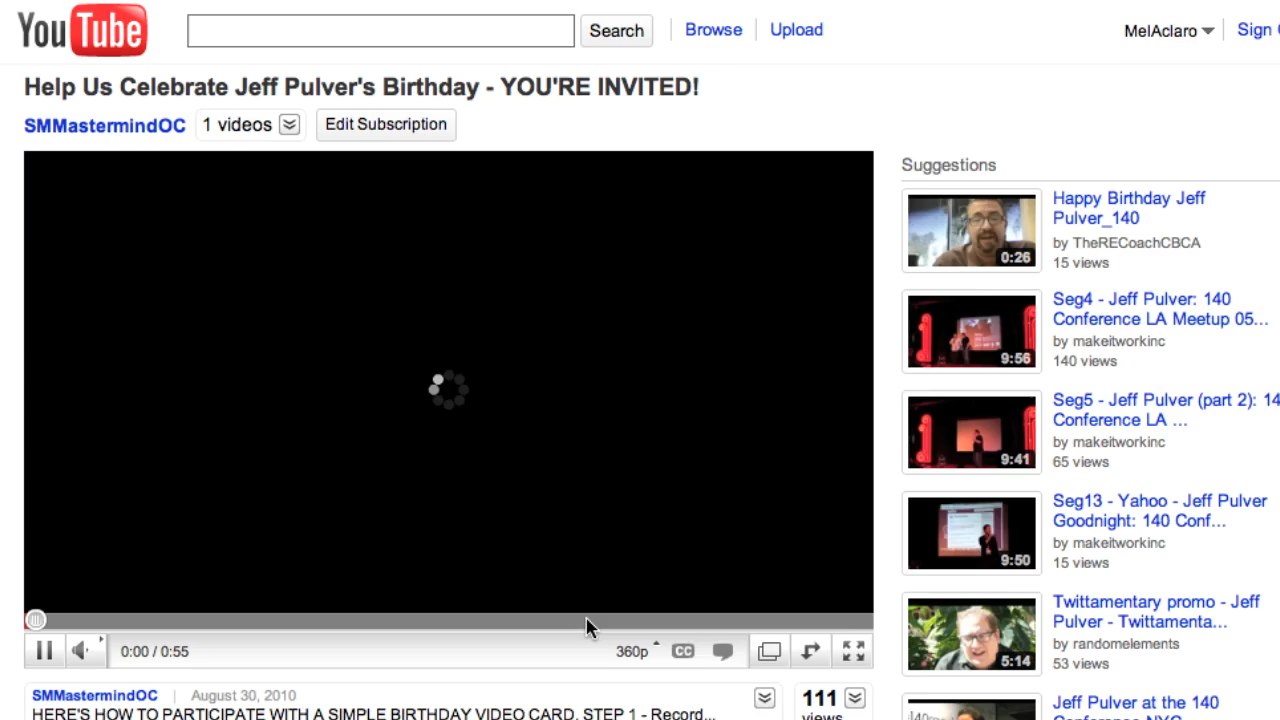 YouTube
Search
Browse
Upload
MelAclaro
Sign
Help Us Celebrate Jeff Pulver's Birthday - YOU'RE INVITED!
SMMastermindOC
1 videos
Edit Subscription
Suggestions
0:26
Happy Birthday Jeff
Pulver_140
by TheRECoachCBCA
15 views
9:56
Seg4 - Jeff Pulver: 140
Conference LA Meetup 05...
by makeitworkinc
140 views
9:41
Seg5 - Jeff Pulver (part 2): 14
Conference LA ...
by makeitworkinc
65 views
9:50
Seg13 - Yahoo - Jeff Pulver
Goodnight: 140 Conf...
by makeitworkinc
15 views
5:14
Twittamentary promo - Jeff
Pulver - Twittamenta...
by randomelements
53 views
Jeff Pulver at the 140
Conference NYC
0:00 / 0:55
360p
CC
SMMastermindOC | August 30, 2010
HERE'S HOW TO PARTICIPATE WITH A SIMPLE BIRTHDAY VIDEO CARD. STEP 1 - Record...
111
views